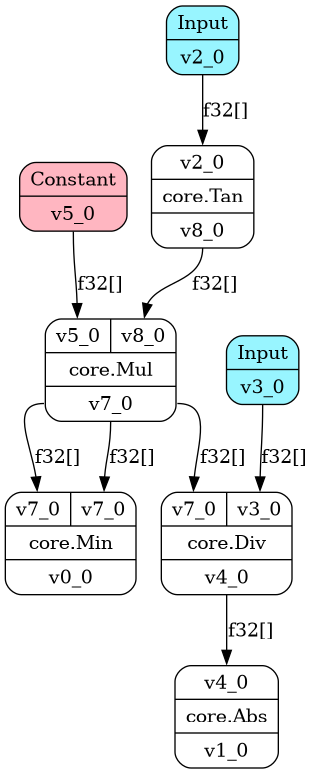 Input
v2_0
f32[]
Constant
v5_0
v2_0
core.Tan
v8_0
f32[]
f32[]
v5_0 v8_0
core.Mul
v7_0
Input
v3_0
f32[]
f32[]
f32[]
f32[]
v7_0 v7_0
core.Min
v0_0
v7_0 v3_0
core.Div
v4_0
f32[]
v4_0
core.Abs
v1_0